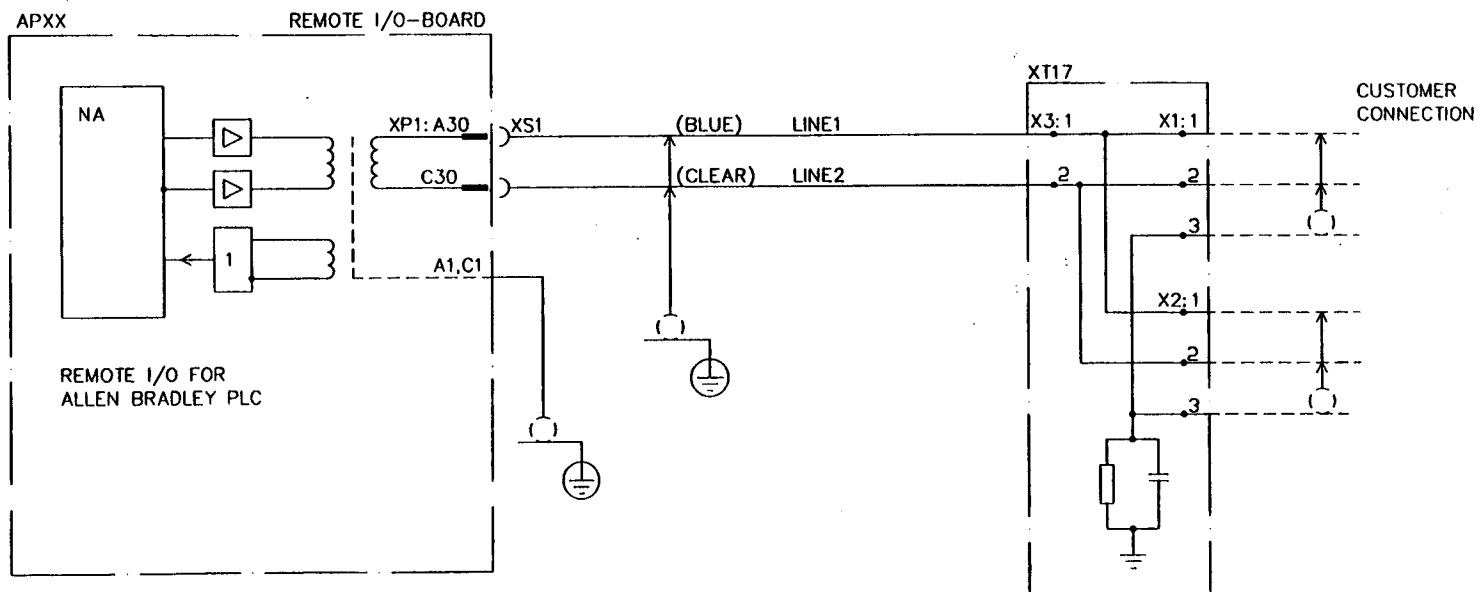 APXX
REMOTE I/O-BOARD
NA
1
XP1: A30
C30
A1,C1
XS1
(BLUE) LINE1
(CLEAR) LINE2
REMOTE I/O FOR
ALLEN BRADLEY PLC
XT17
X3: 1
2
X1: 1
2
3
X2: 1
2
3
CUSTOMER
CONNECTION